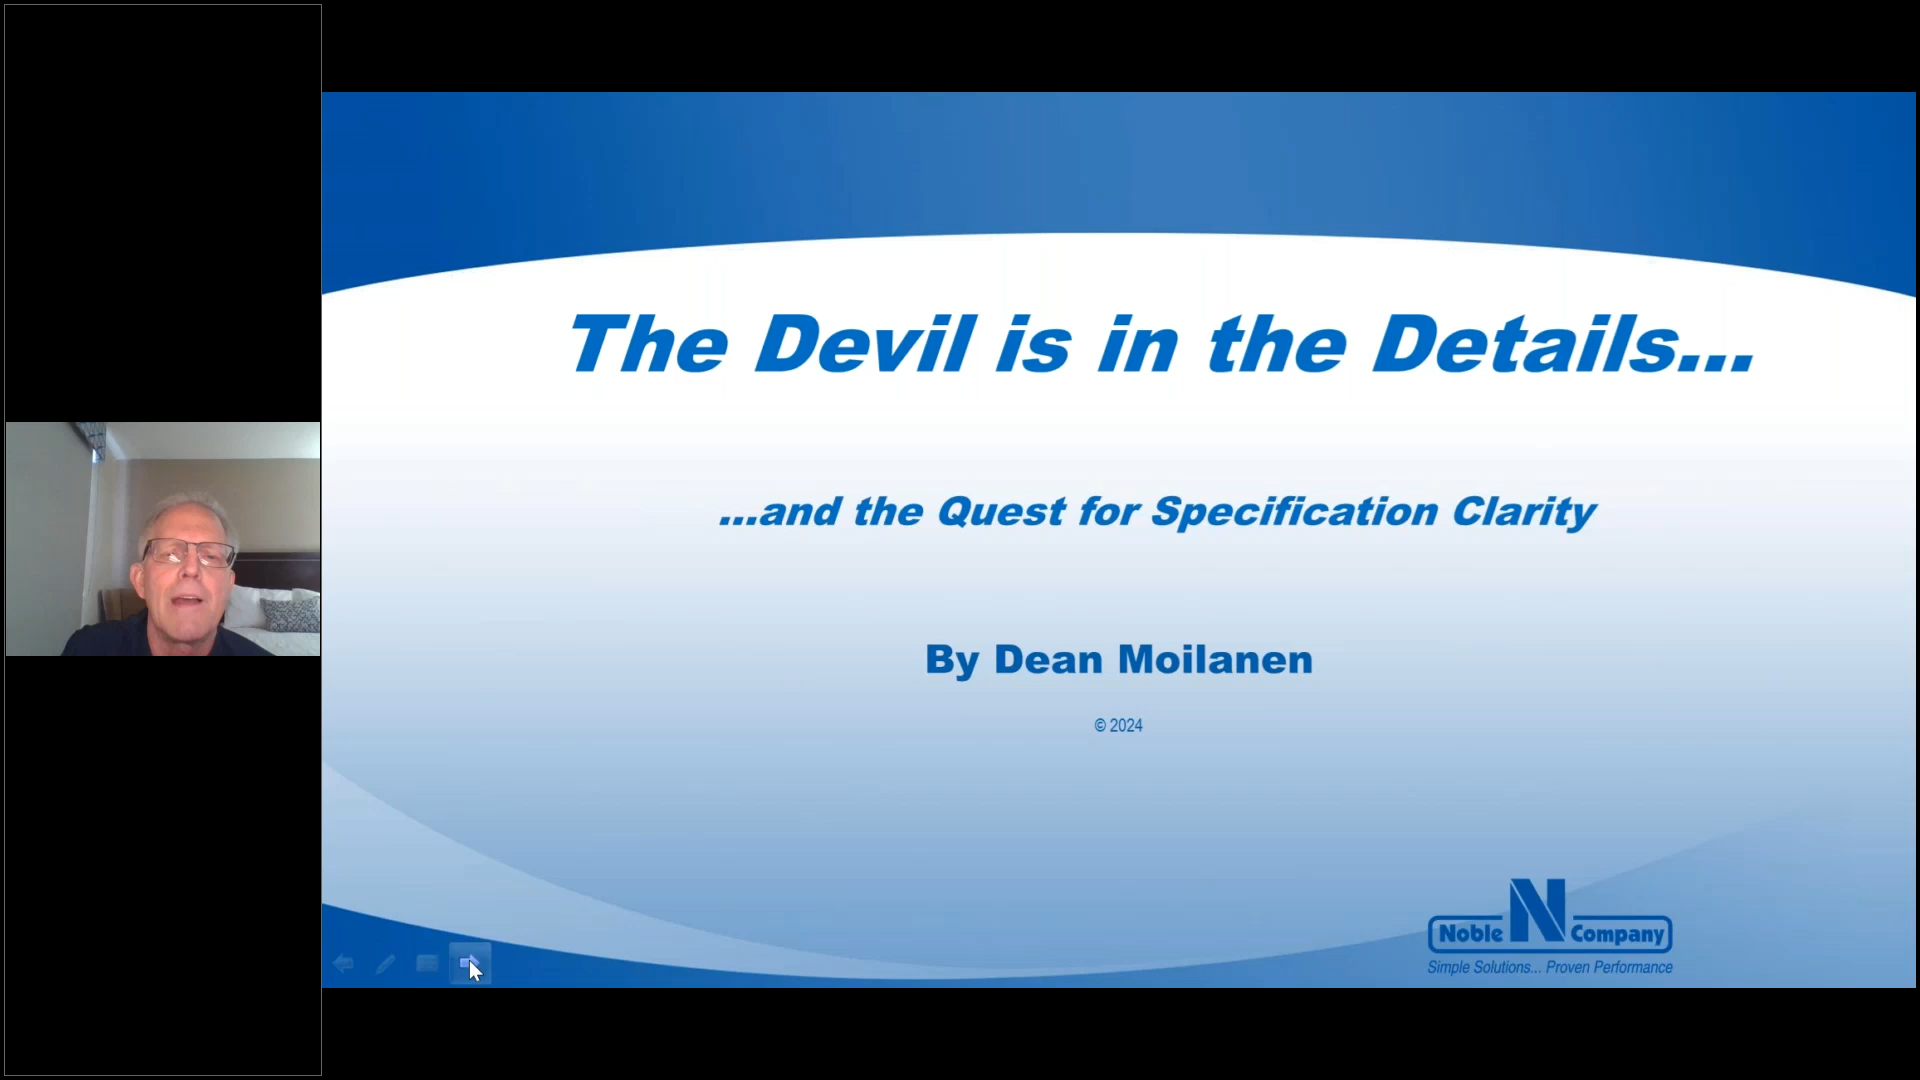 The Devil is in the Details...
...and the Quest for Specification Clarity
By Dean Moilanen
© 2024
Noble N Company
Simple Solutions... Proven Performance